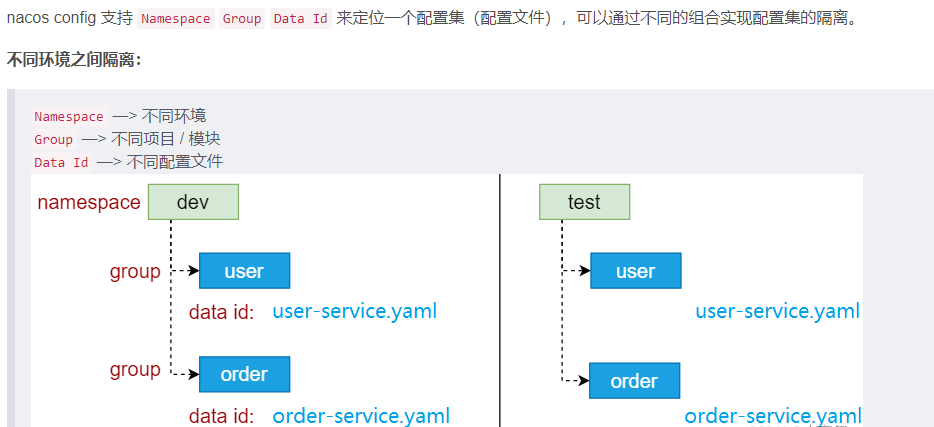 nacos config 支持 Namespace Group Data Id 来定位一个配置集（配置文件），可以通过不同的组合实现配置集的隔离。
不同环境之间隔离：
Namespace —> 不同环境
Group —> 不同项目 / 模块
Data Id —> 不同配置文件
namespace dev
group user
data id: user-service.yaml
group order
data id: order-service.yaml
test
user
user-service.yaml
order
order-service.yaml